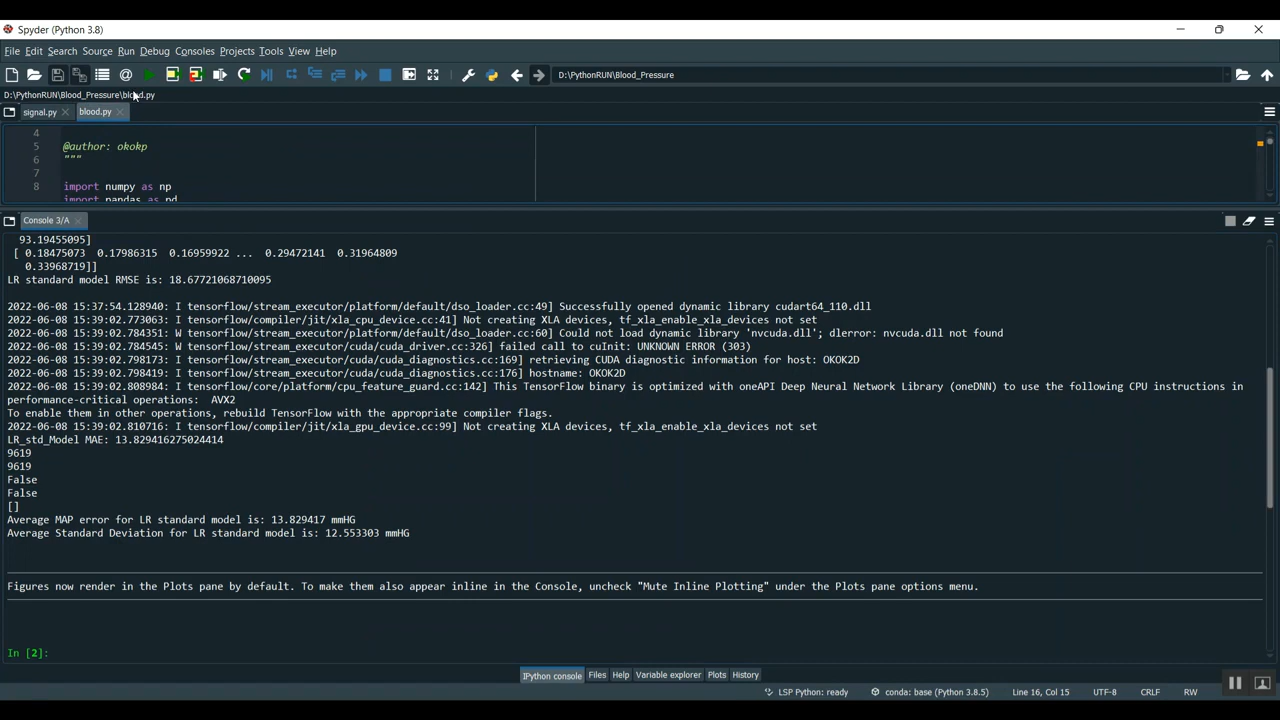 Spyder (Python 3.8)
File Edit Search Source Run Debug Consoles Projects Tools View Help
D:\PythonRUN\Blood_Pressure
D:\PythonRUN\Blood_Pressure\blood.py
signal.py blood.py
4
5 @author: okokp
6 """
7
8 import numpy as np
import pandas as pd
Console 3/A
93.19455095]
[ 0.18475073 0.17986315 0.16959922 ... 0.29472141 0.31964809
0.33968719]]
LR standard model RMSE is: 18.67721068710095
2022-06-08 15:37:54.128940: I tensorflow/stream_executor/platform/default/dso_loader.cc:49] Successfully opened dynamic library cudart64_110.dll
2022-06-08 15:39:02.773063: I tensorflow/compiler/jit/xla_cpu_device.cc:41] Not creating XLA devices, tf_xla_enable_xla_devices not set
2022-06-08 15:39:02.784351: W tensorflow/stream_executor/platform/default/dso_loader.cc:60] Could not load dynamic library 'nvcuda.dll'; dlerror: nvcuda.dll not found
2022-06-08 15:39:02.784545: W tensorflow/stream_executor/cuda/cuda_driver.cc:326] failed call to cuInit: UNKNOWN ERROR (303)
2022-06-08 15:39:02.798173: I tensorflow/stream_executor/cuda/cuda_diagnostics.cc:169] retrieving CUDA diagnostic information for host: OKOK2D
2022-06-08 15:39:02.798419: I tensorflow/stream_executor/cuda/cuda_diagnostics.cc:176] hostname: OKOK2D
2022-06-08 15:39:02.808984: I tensorflow/core/platform/cpu_feature_guard.cc:142] This TensorFlow binary is optimized with oneAPI Deep Neural Network Library (oneDNN) to use the following CPU instructions in
performance-critical operations: AVX2
To enable them in other operations, rebuild TensorFlow with the appropriate compiler flags.
2022-06-08 15:39:02.810716: I tensorflow/compiler/jit/xla_gpu_device.cc:99] Not creating XLA devices, tf_xla_enable_xla_devices not set
LR_std_Model MAE: 13.829416275024414
9619
9619
False
False
[]
Average MAP error for LR standard model is: 13.829417 mmHG
Average Standard Deviation for LR standard model is: 12.553303 mmHG
Figures now render in the Plots pane by default. To make them also appear inline in the Console, uncheck "Mute Inline Plotting" under the Plots pane options menu.
In [2]:
IPython console Files Help Variable explorer Plots History
LSP Python: ready conda: base (Python 3.8.5) Line 16, Col 15 UTF-8 CRLF RW